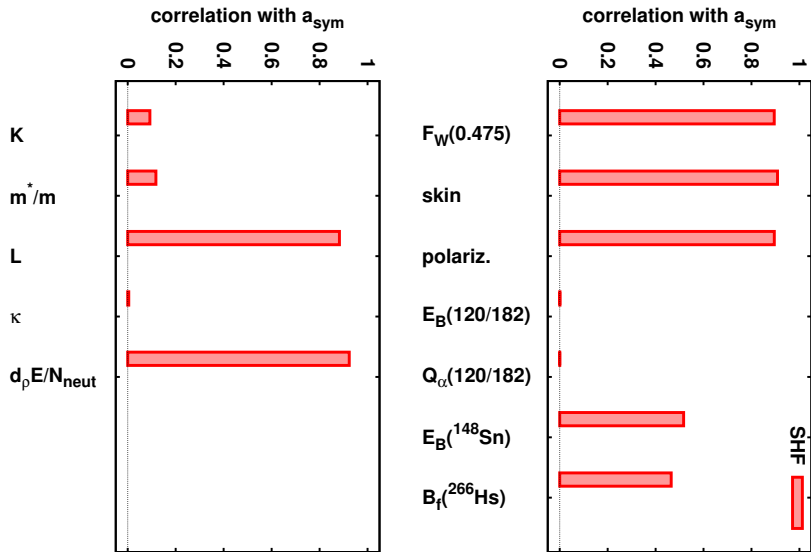 correlation with a_sym
0 0.2 0.4 0.6 0.8 1
K
m*/m
L
κ
d_ρE/N_neut
correlation with a_sym
0 0.2 0.4 0.6 0.8 1
F_W(0.475)
skin
polariz.
E_B(120/182)
Q_α(120/182)
E_B(^148Sn)
B_f(^266Hs)
SHF